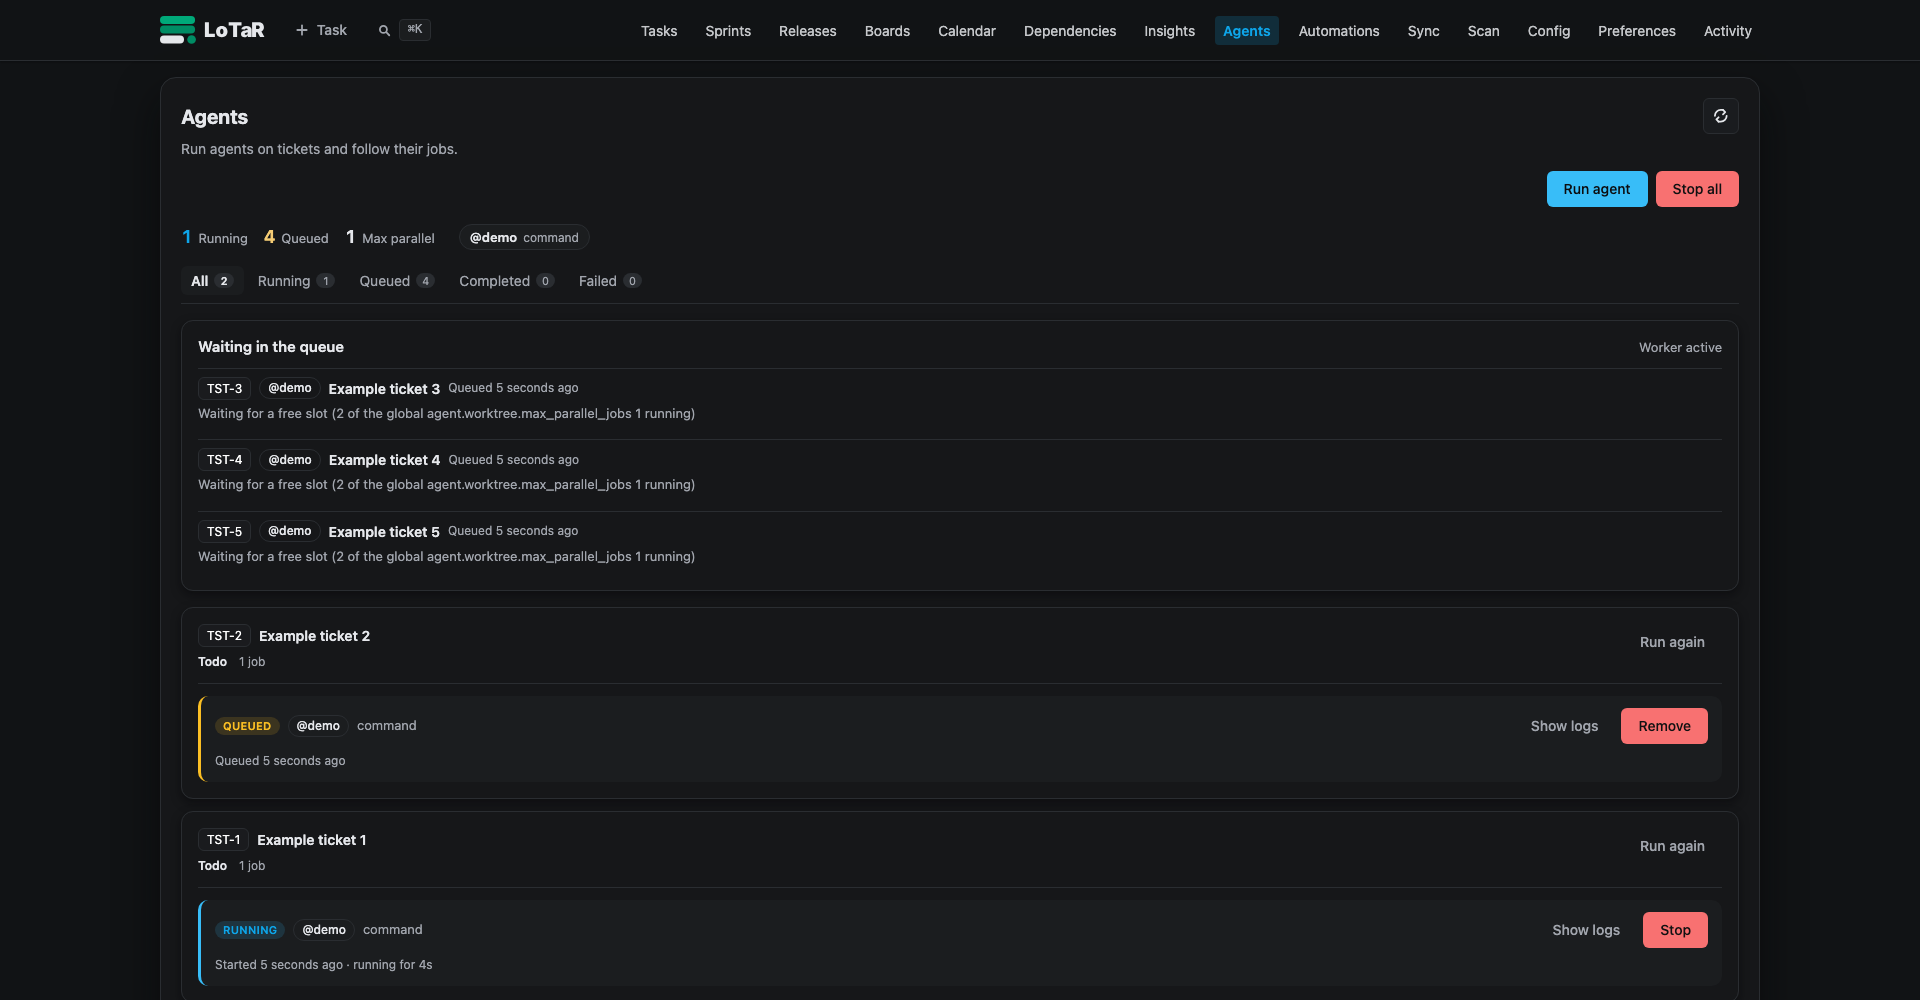 LoTaR
+ Task
⌘K
Tasks Sprints Releases Boards Calendar Dependencies Insights Agents Automations Sync Scan Config Preferences Activity
Agents
Run agents on tickets and follow their jobs.
Run agent Stop all
1 Running 4 Queued 1 Max parallel @demo command
All 2 Running 1 Queued 4 Completed 0 Failed 0
Waiting in the queue Worker active
TST-3 @demo Example ticket 3 Queued 5 seconds ago
Waiting for a free slot (2 of the global agent.worktree.max_parallel_jobs 1 running)
TST-4 @demo Example ticket 4 Queued 5 seconds ago
Waiting for a free slot (2 of the global agent.worktree.max_parallel_jobs 1 running)
TST-5 @demo Example ticket 5 Queued 5 seconds ago
Waiting for a free slot (2 of the global agent.worktree.max_parallel_jobs 1 running)
TST-2 Example ticket 2 Run again
Todo 1 job
QUEUED @demo command Show logs Remove
Queued 5 seconds ago
TST-1 Example ticket 1 Run again
Todo 1 job
RUNNING @demo command Show logs Stop
Started 5 seconds ago · running for 4s